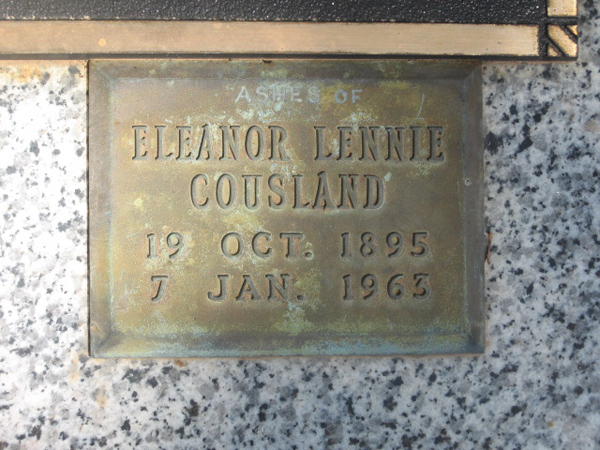 ASHES OF
ELEANOR LENNIE
COUSLAND
19 OCT. 1895
7 JAN. 1963